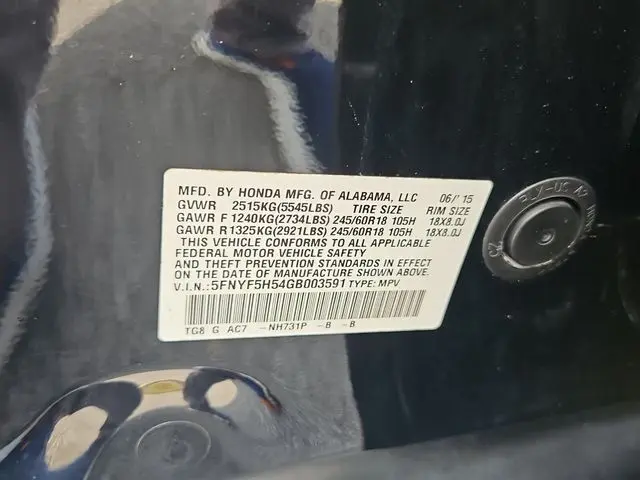 MFD. BY HONDA MFG. OF ALABAMA, LLC 06/'15
GVWR 2515KG(5545LBS) TIRE SIZE RIM SIZE
GAWR F 1240KG(2734LBS) 245/60R18 105H 18X8.0J
GAWR R 1325KG(2921LBS) 245/60R18 105H 18X8.0J
THIS VEHICLE CONFORMS TO ALL APPLICABLE
FEDERAL MOTOR VEHICLE SAFETY
AND THEFT PREVENTION STANDARDS IN EFFECT ON
THE DATE OF MANUFACTURE SHOWN ABOVE.
V.I.N.:5FNYF5H54GB003591 TYPE: MPV
TG8 G AC7 -NH731P -B -B